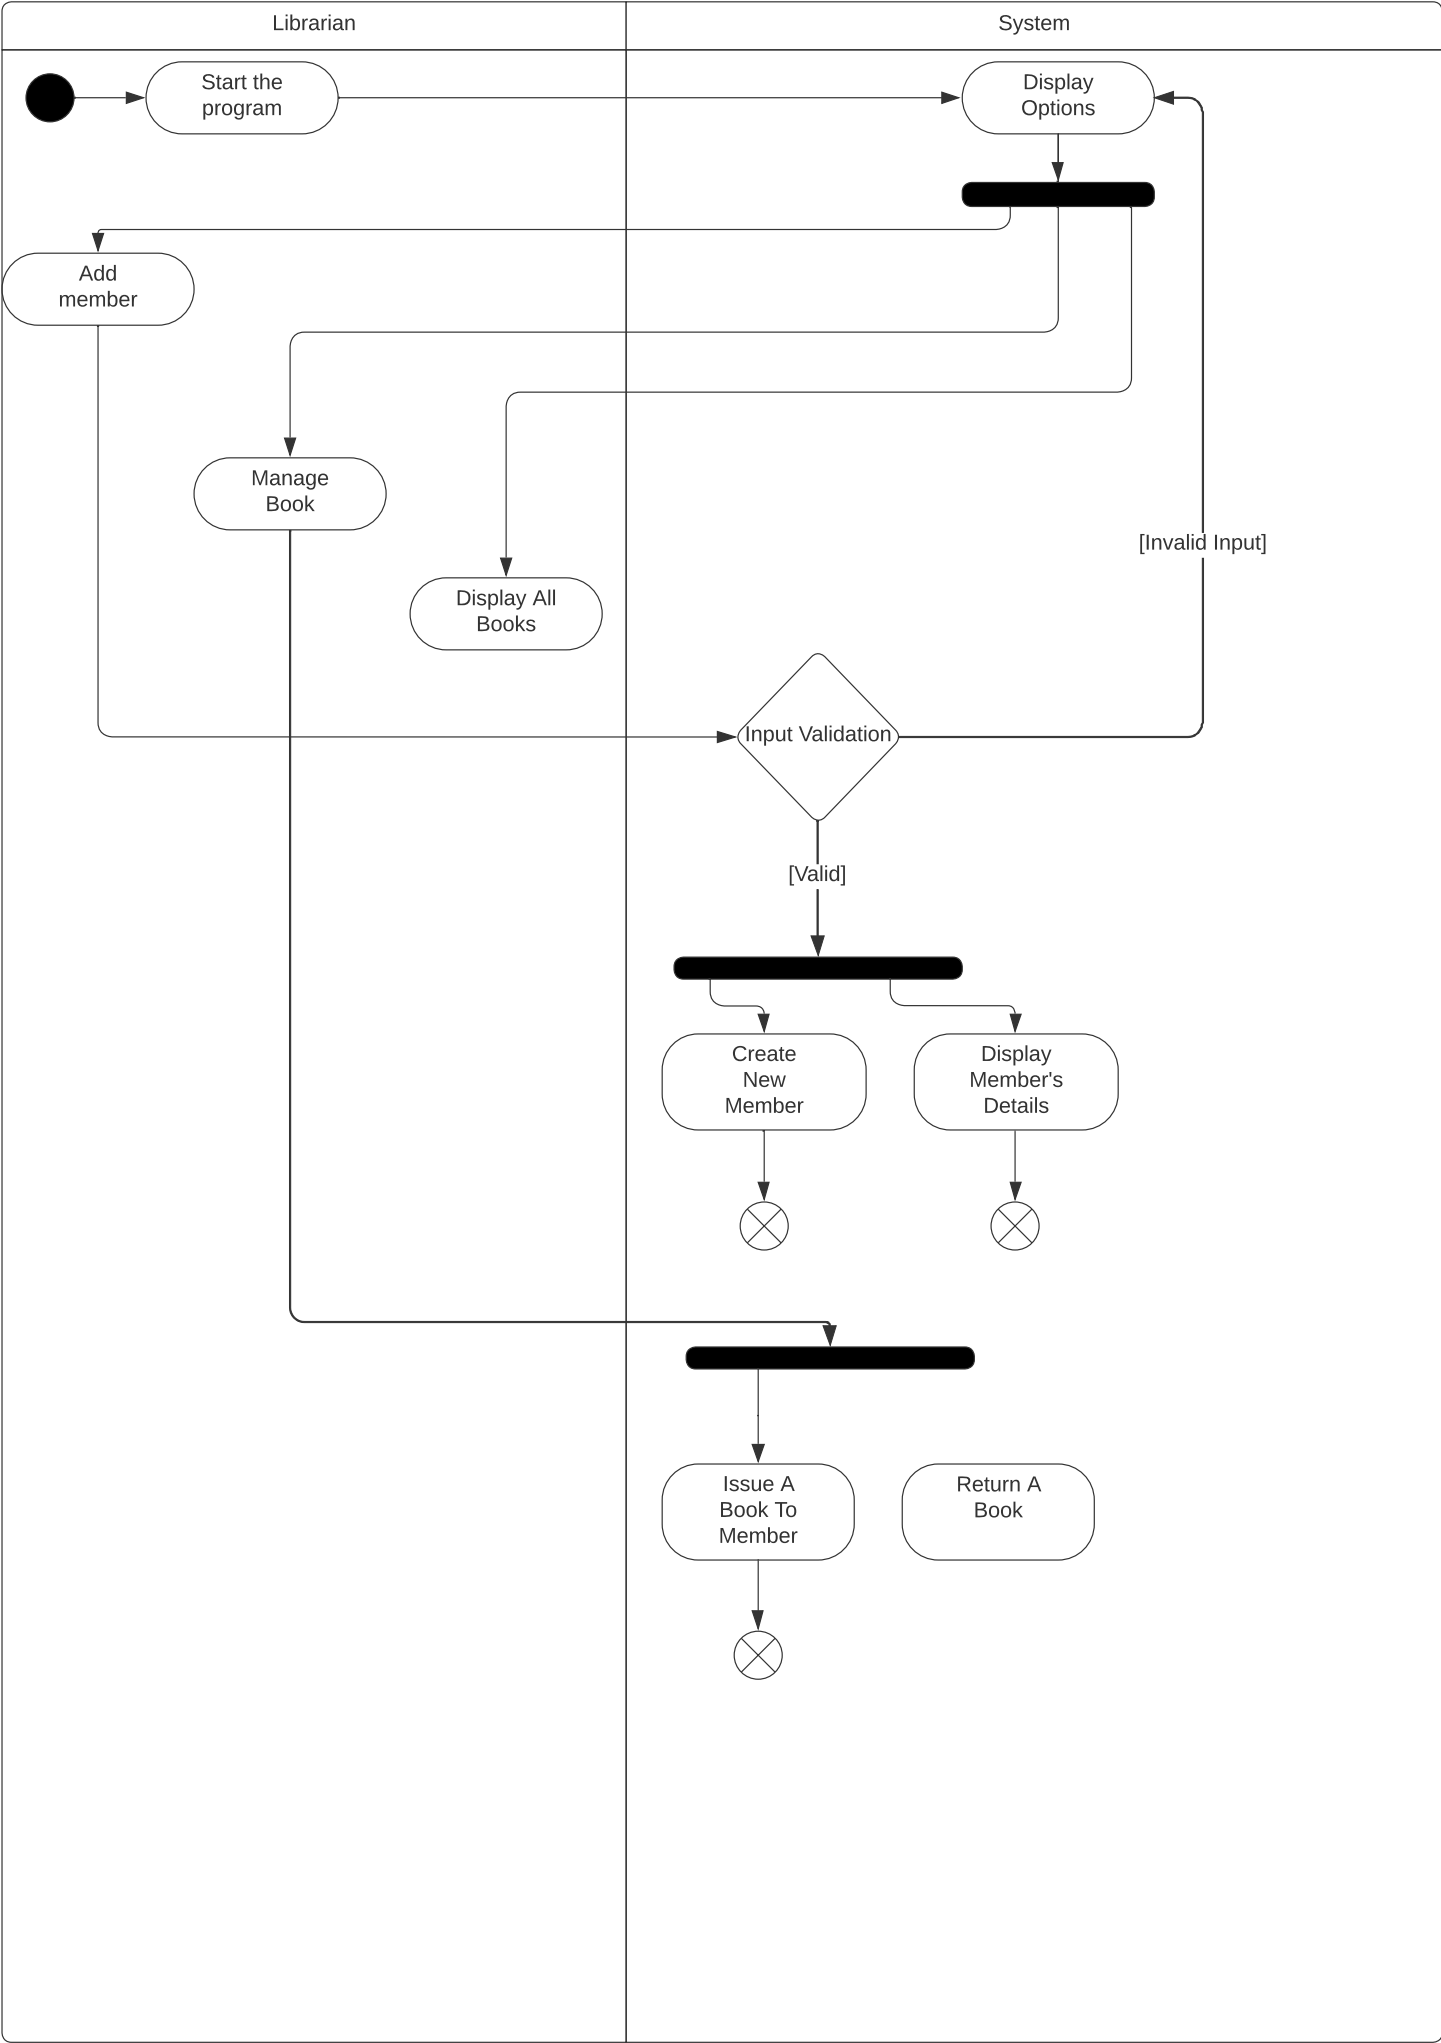 Librarian
System
Start the
program
Display
Options
Add
member
Manage
Book
[Invalid Input]
Display All
Books
Input Validation
[Valid]
Create
New
Member
Display
Member's
Details
Issue A
Book To
Member
Return A
Book